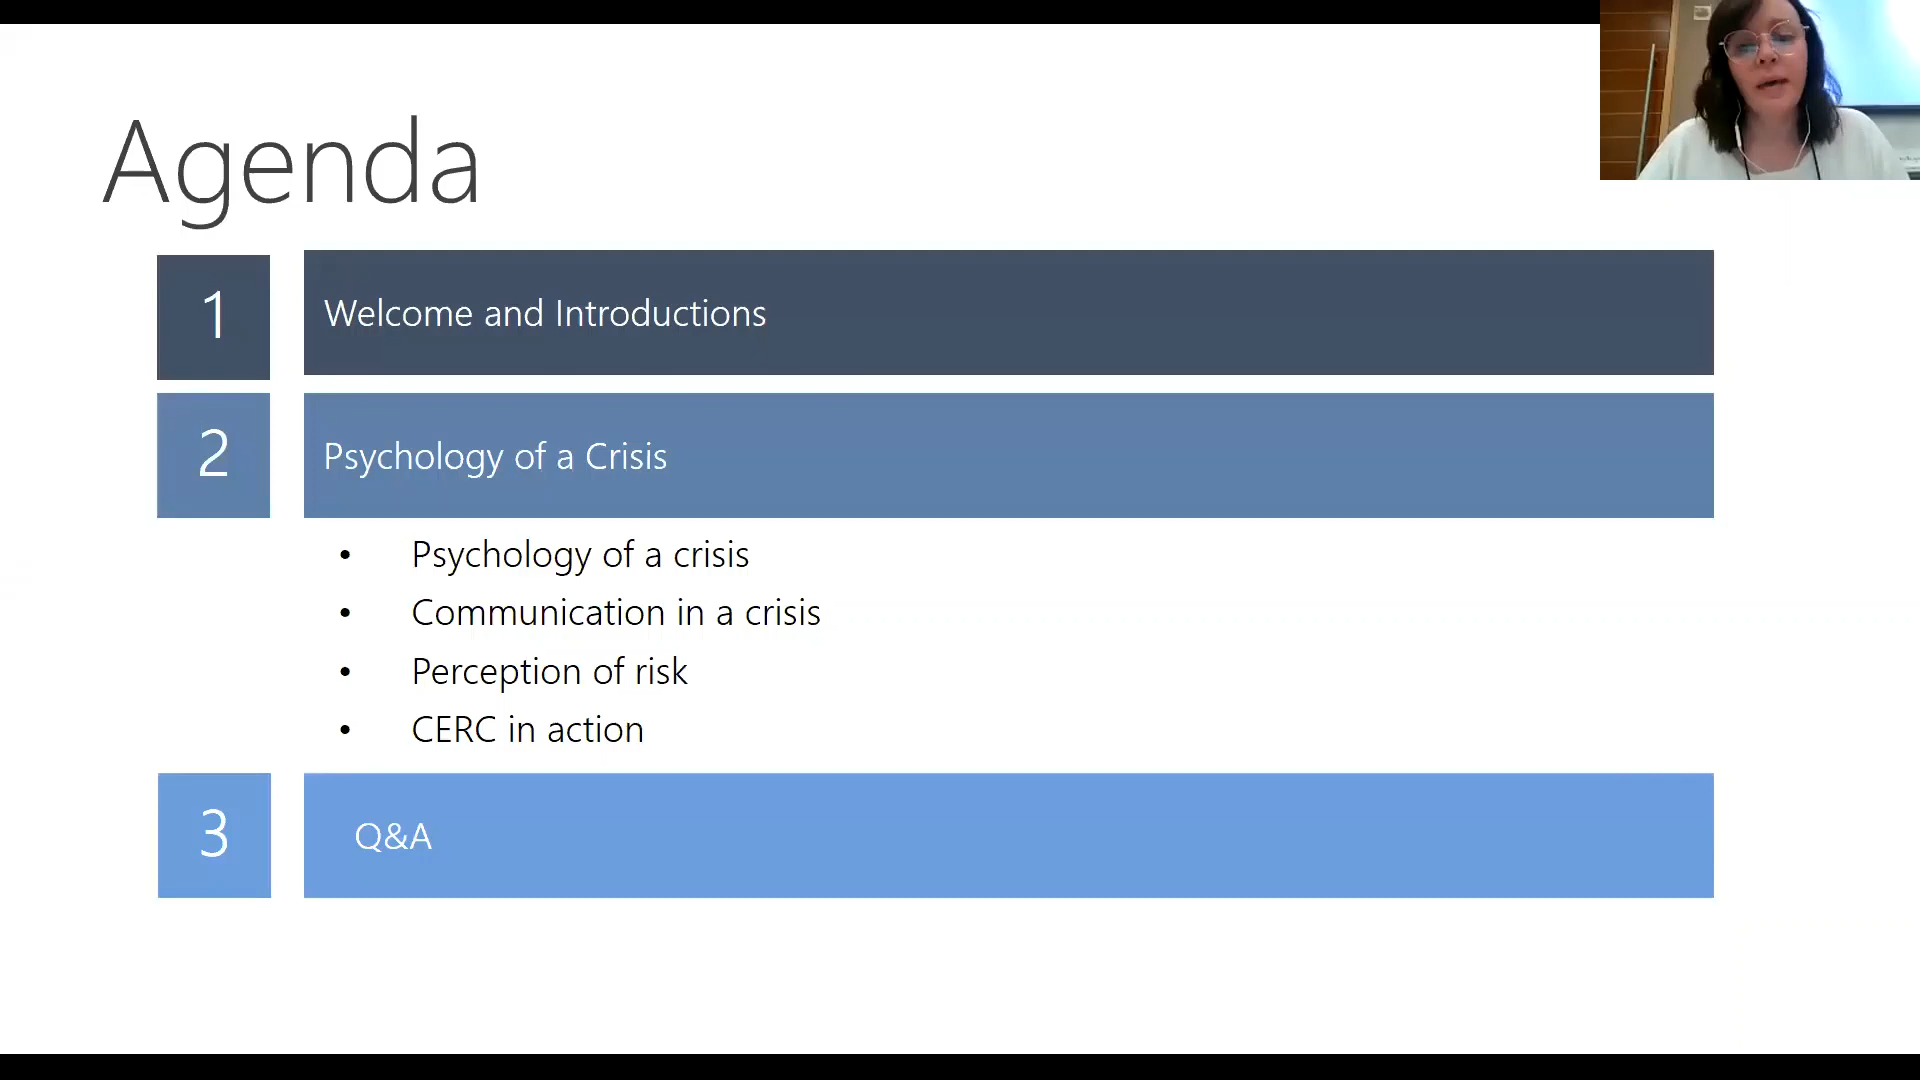 Agenda
1
Welcome and Introductions
2
Psychology of a Crisis
• Psychology of a crisis
• Communication in a crisis
• Perception of risk
• CERC in action
3
Q&A